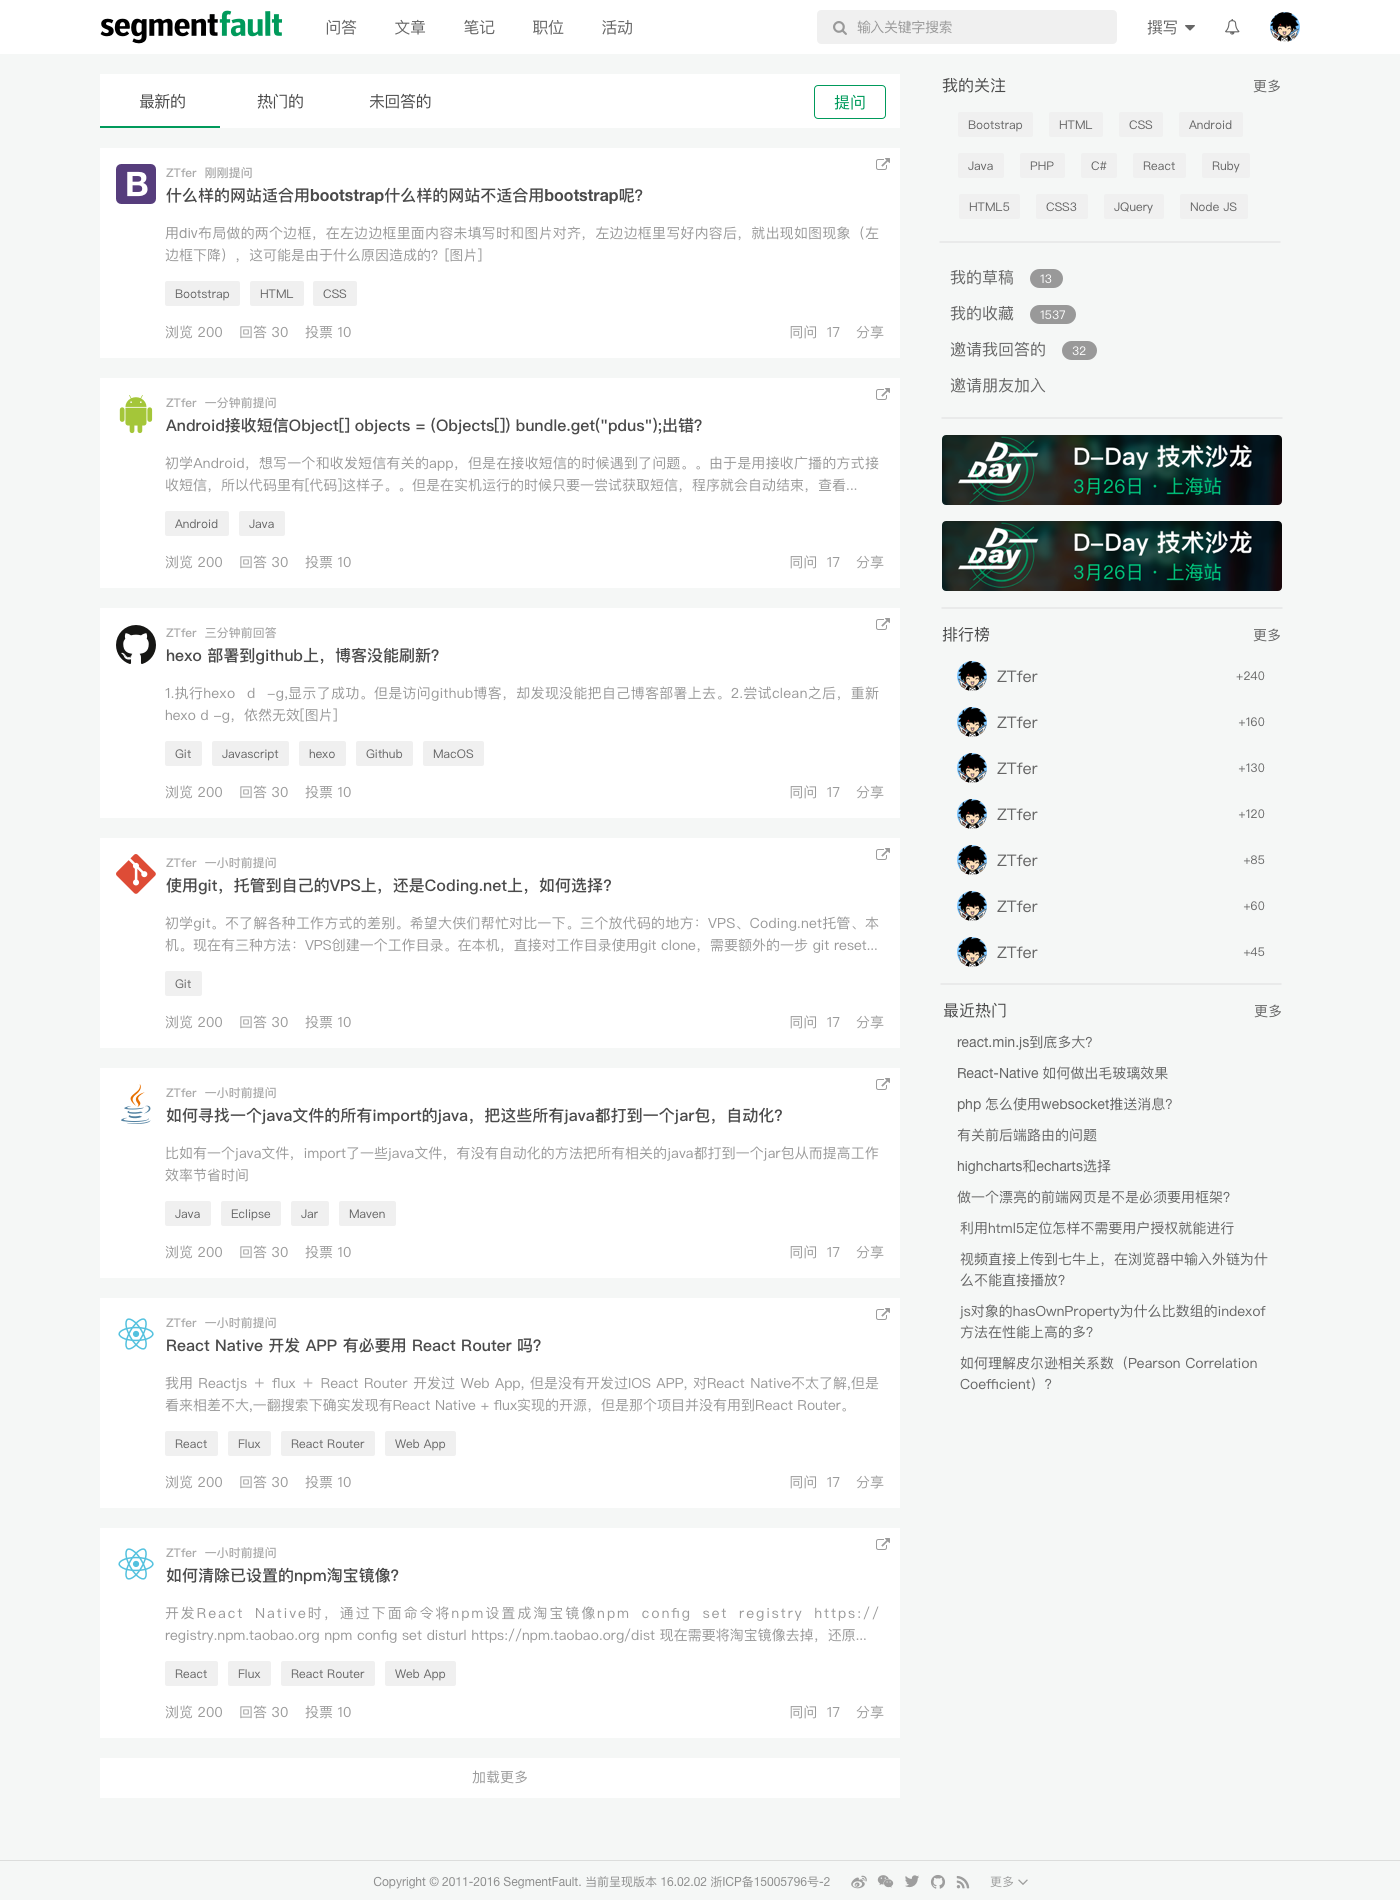 segmentfault 问答 文章 笔记 职位 活动 输入关键字搜索 撰写
最新的 热门的 未回答的 提问
ZTfer 刚刚提问
什么样的网站适合用bootstrap什么样的网站不适合用bootstrap呢？
用div布局做的两个边框，在左边边框里面内容未填写时和图片对齐，左边边框里写好内容后，就出现如图现象（左
边框下降），这可能是由于什么原因造成的？[图片]
Bootstrap HTML CSS
浏览 200 回答 30 投票 10 同问 17 分享
ZTfer 一分钟前提问
Android接收短信Object[] objects = (Objects[]) bundle.get("pdus");出错？
初学Android，想写一个和收发短信有关的app，但是在接收短信的时候遇到了问题。。由于是用接收广播的方式接
收短信，所以代码里有[代码]这样子。。但是在实机运行的时候只要一尝试获取短信，程序就会自动结束，查看...
Android Java
浏览 200 回答 30 投票 10 同问 17 分享
ZTfer 三分钟前回答
hexo 部署到github上，博客没能刷新？
1.执行hexo d -g,显示了成功。但是访问github博客，却发现没能把自己博客部署上去。2.尝试clean之后，重新
hexo d -g，依然无效[图片]
Git Javascript hexo Github MacOS
浏览 200 回答 30 投票 10 同问 17 分享
ZTfer 一小时前提问
使用git，托管到自己的VPS上，还是Coding.net上，如何选择？
初学git。不了解各种工作方式的差别。希望大侠们帮忙对比一下。三个放代码的地方：VPS、Coding.net托管、本
机。现在有三种方法：VPS创建一个工作目录。在本机，直接对工作目录使用git clone，需要额外的一步 git reset...
Git
浏览 200 回答 30 投票 10 同问 17 分享
ZTfer 一小时前提问
如何寻找一个java文件的所有import的java，把这些所有java都打到一个jar包，自动化？
比如有一个java文件，import了一些java文件，有没有自动化的方法把所有相关的java都打到一个jar包从而提高工作
效率节省时间
Java Eclipse Jar Maven
浏览 200 回答 30 投票 10 同问 17 分享
ZTfer 一小时前提问
React Native 开发 APP 有必要用 React Router 吗？
我用 Reactjs + flux + React Router 开发过 Web App, 但是没有开发过IOS APP, 对React Native不太了解,但是
看来相差不大,一翻搜索下确实发现有React Native + flux实现的开源，但是那个项目并没有用到React Router。
React Flux React Router Web App
浏览 200 回答 30 投票 10 同问 17 分享
ZTfer 一小时前提问
如何清除已设置的npm淘宝镜像？
开发React Native时，通过下面命令将npm设置成淘宝镜像npm config set registry https://
registry.npm.taobao.org npm config set disturl https://npm.taobao.org/dist 现在需要将淘宝镜像去掉，还原...
React Flux React Router Web App
浏览 200 回答 30 投票 10 同问 17 分享
加载更多
我的关注 更多
Bootstrap HTML CSS Android
Java PHP C# React Ruby
HTML5 CSS3 JQuery Node JS
我的草稿 13
我的收藏 1537
邀请我回答的 32
邀请朋友加入
D-Day D-Day 技术沙龙
3月26日 · 上海站
D-Day D-Day 技术沙龙
3月26日 · 上海站
排行榜 更多
ZTfer +240
ZTfer +160
ZTfer +130
ZTfer +120
ZTfer +85
ZTfer +60
ZTfer +45
最近热门 更多
react.min.js到底多大？
React-Native 如何做出毛玻璃效果
php 怎么使用websocket推送消息？
有关前后端路由的问题
highcharts和echarts选择
做一个漂亮的前端网页是不是必须要用框架？
利用html5定位怎样不需要用户授权就能进行
视频直接上传到七牛上，在浏览器中输入外链为什
么不能直接播放？
js对象的hasOwnProperty为什么比数组的indexof
方法在性能上高的多？
如何理解皮尔逊相关系数（Pearson Correlation
Coefficient）？
Copyright © 2011-2016 SegmentFault. 当前呈现版本 16.02.02 浙ICP备15005796号-2 更多